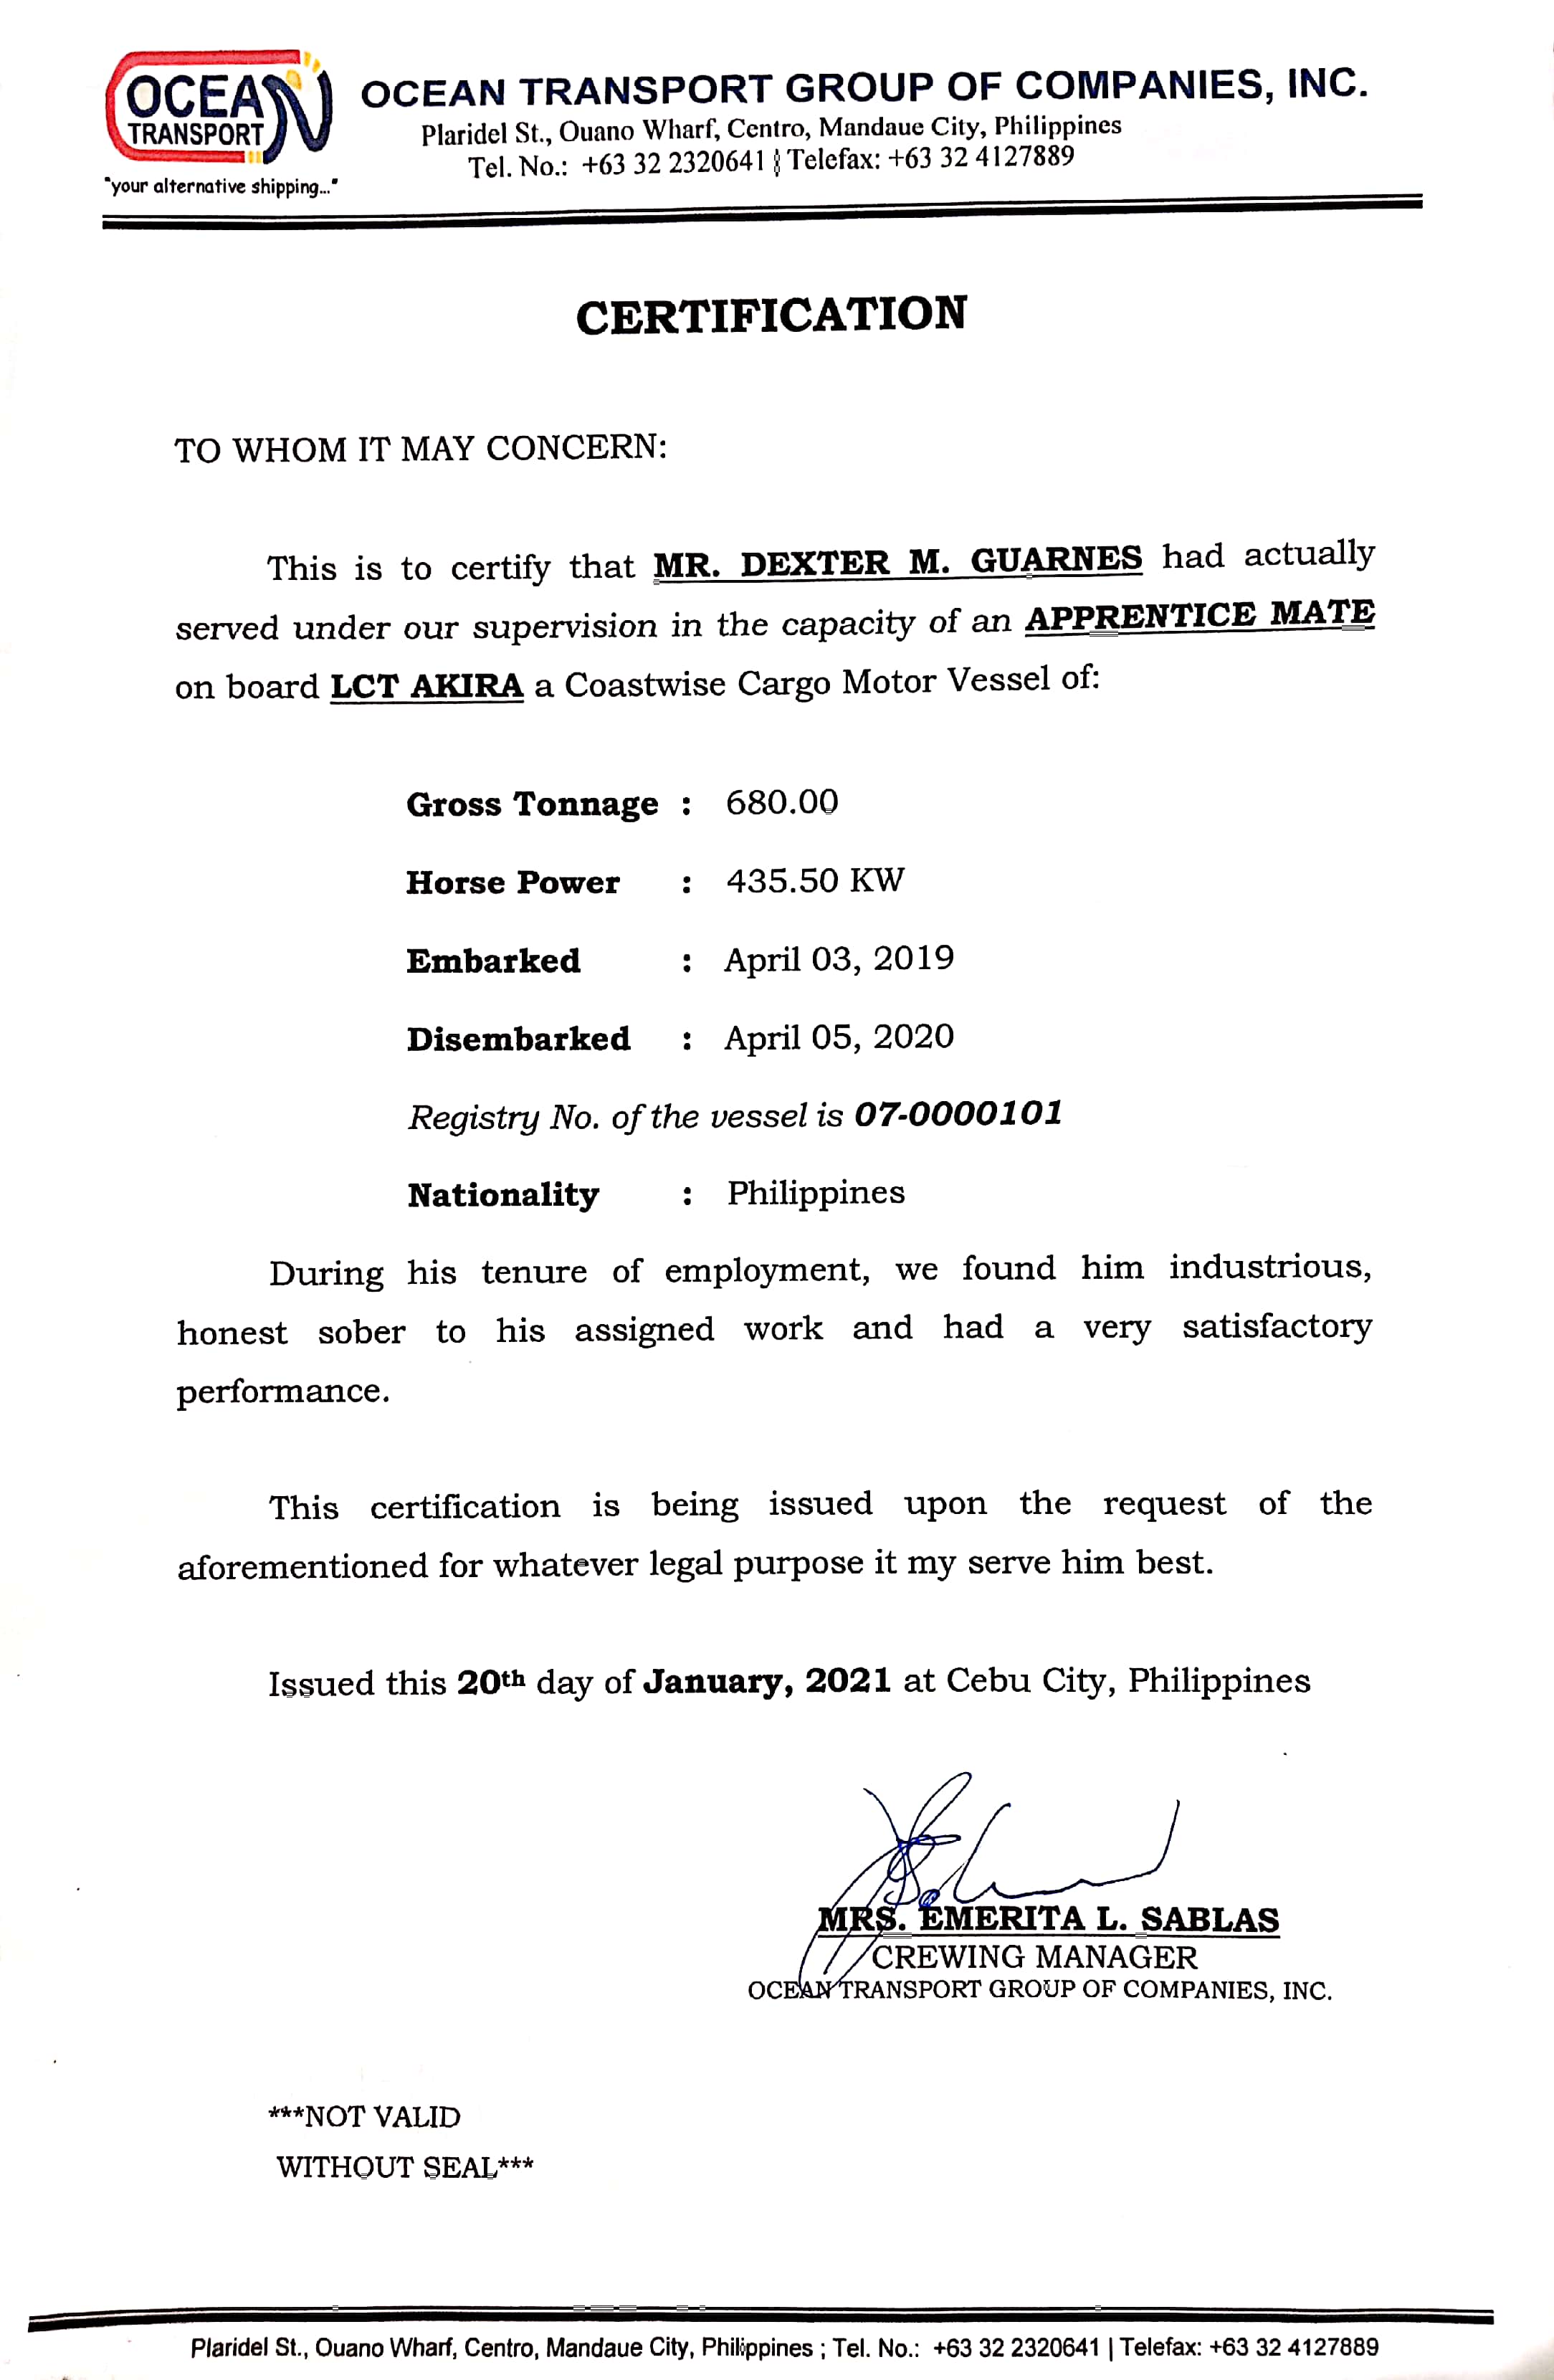 OCEAN
TRANSPORT
"your alternative shipping..."
OCEAN TRANSPORT GROUP OF COMPANIES, INC.
Plaridel St., Ouano Wharf, Centro, Mandaue City, Philippines
Tel. No.: +63 32 2320641 | Telefax: +63 32 4127889
CERTIFICATION
TO WHOM IT MAY CONCERN:
This is to certify that MR. DEXTER M. GUARNES had actually
served under our supervision in the capacity of an APPRENTICE MATE
on board LCT AKIRA a Coastwise Cargo Motor Vessel of:
Gross Tonnage : 680.00
Horse Power : 435.50 KW
Embarked : April 03, 2019
Disembarked : April 05, 2020
Registry No. of the vessel is 07-0000101
Nationality : Philippines
During his tenure of employment, we found him industrious,
honest sober to his assigned work and had a very satisfactory
performance.
This certification is being issued upon the request of the
aforementioned for whatever legal purpose it my serve him best.
Issued this 20th day of January, 2021 at Cebu City, Philippines
MRS. EMERITA L. SABLAS
CREWING MANAGER
OCEAN TRANSPORT GROUP OF COMPANIES, INC.
***NOT VALID
WITHOUT SEAL***
Plaridel St., Ouano Wharf, Centro, Mandaue City, Philippines ; Tel. No.: +63 32 2320641 | Telefax: +63 32 4127889